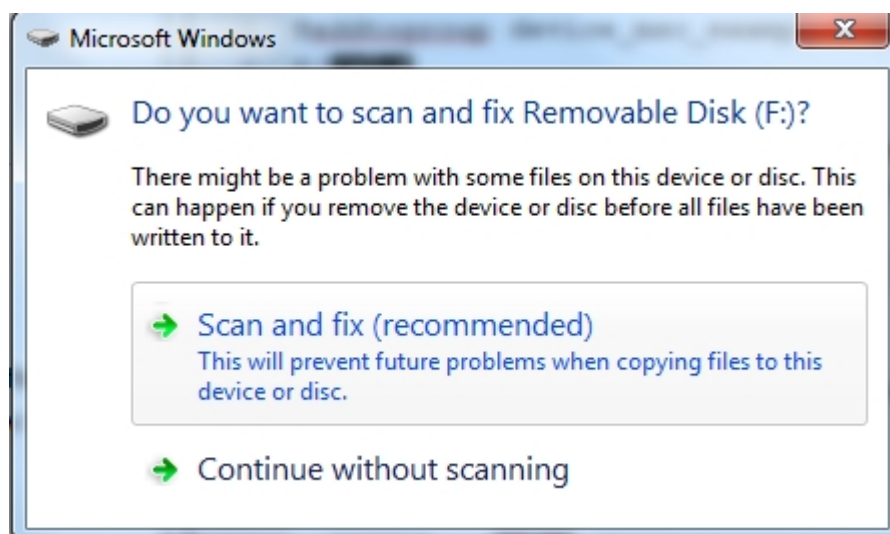 Microsoft Windows
Do you want to scan and fix Removable Disk (F:)?
There might be a problem with some files on this device or disc. This
can happen if you remove the device or disc before all files have been
written to it.
Scan and fix (recommended)
This will prevent future problems when copying files to this
device or disc.
Continue without scanning